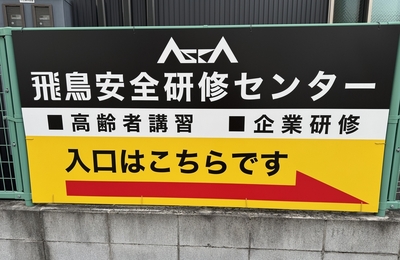 ASCA
飛鳥安全研修センター
■高齢者講習 ■企業研修
入口はこちらです